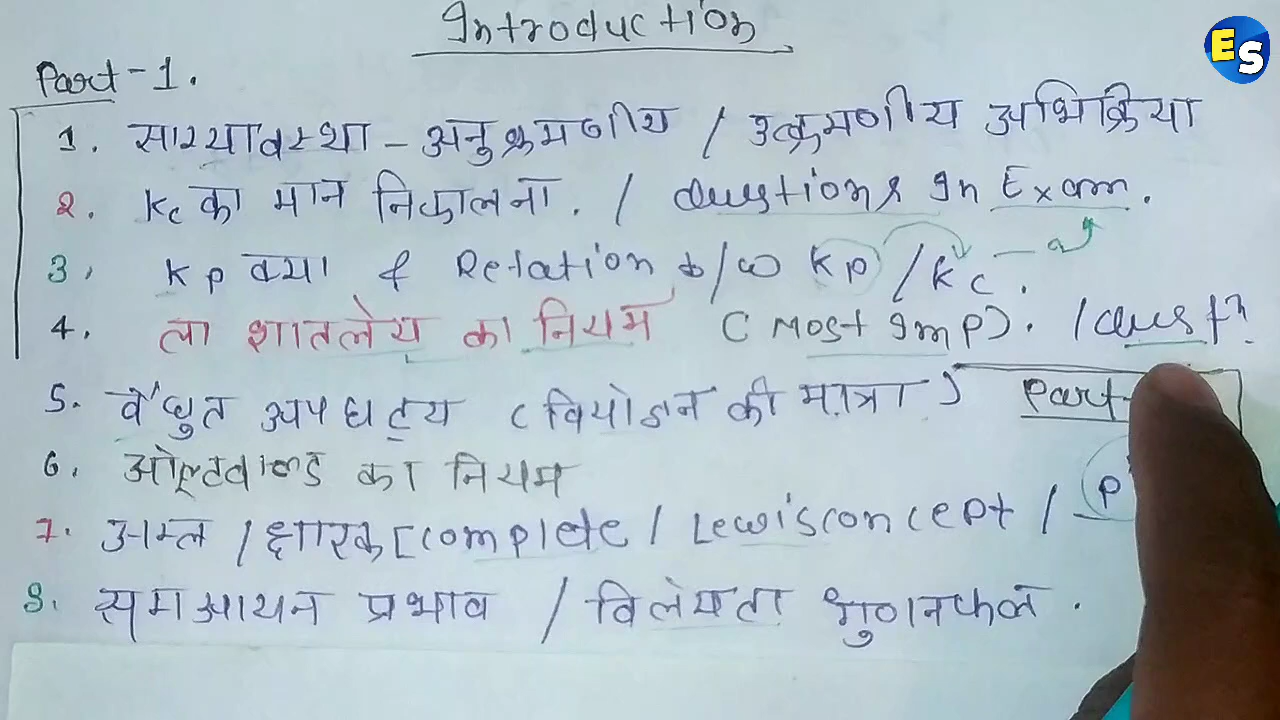 Introduction
ES
Part-1.
1. साम्यावस्था - अनुत्क्रमणीय / उत्क्रमणीय अभिक्रिया
2. Kc का मान निकालना. / Questions In Exam.
3, Kp क्या & Relation b/w Kp / Kc.
4. ला शातलेय का नियम (Most Imp). / Quest?
5. वैधुत अपघट्य (वियोजन की मात्रा) Part-
6. ओस्टवाल्ड का नियम
7. अम्ल / क्षारक [complete / Lewis concept / P
8. समआयन प्रभाव / विलेयता गुणनफल.